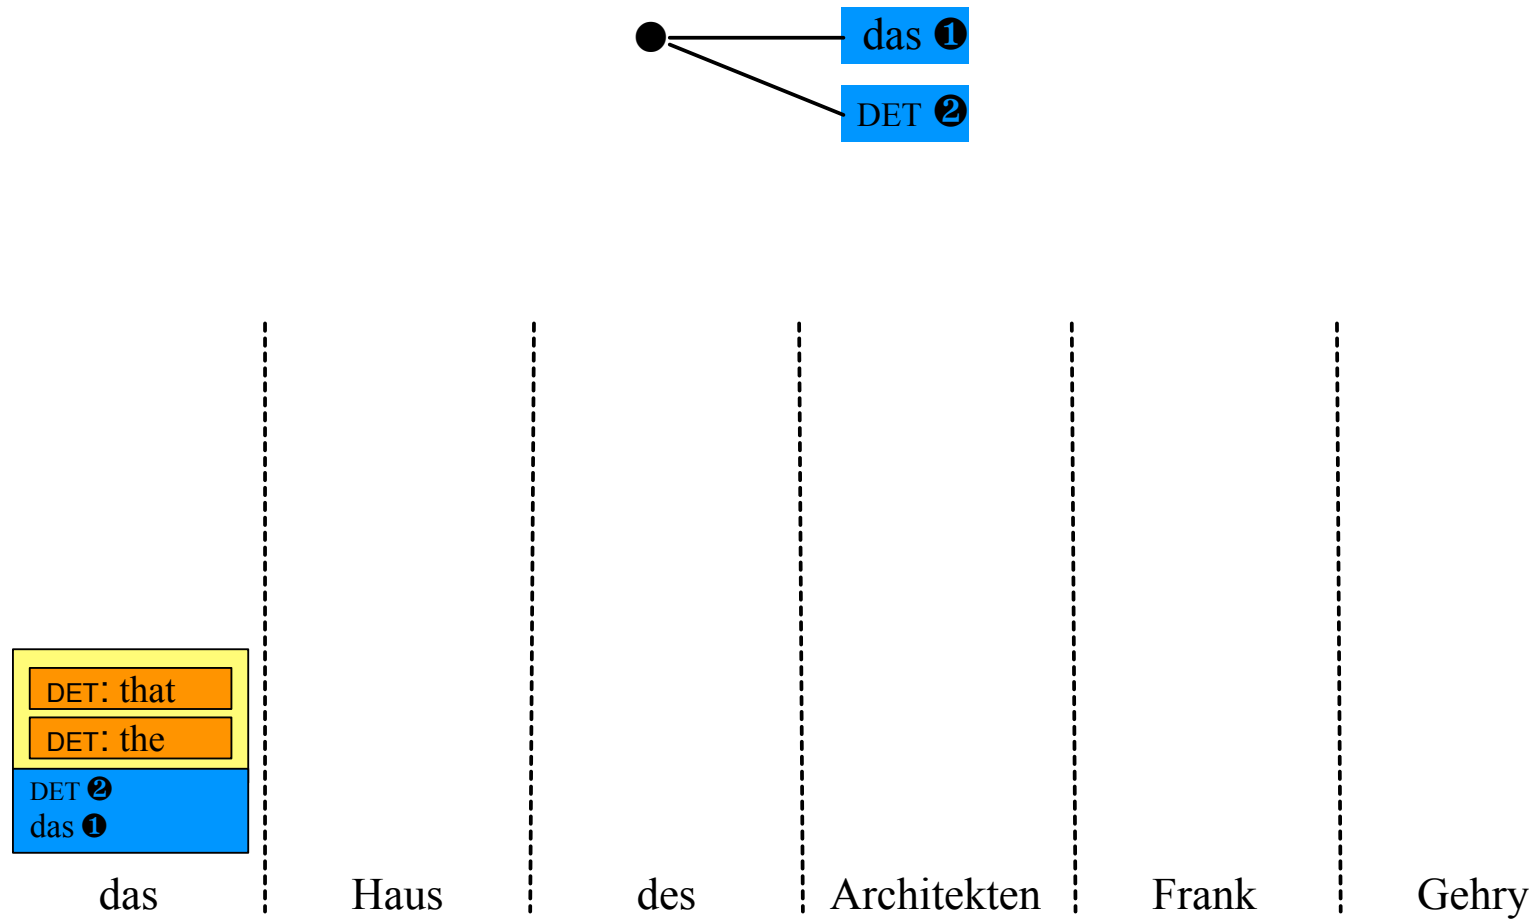 das ❶
DET ❷
DET: that
DET: the
DET ❷
das ❶
das Haus des Architekten Frank Gehry